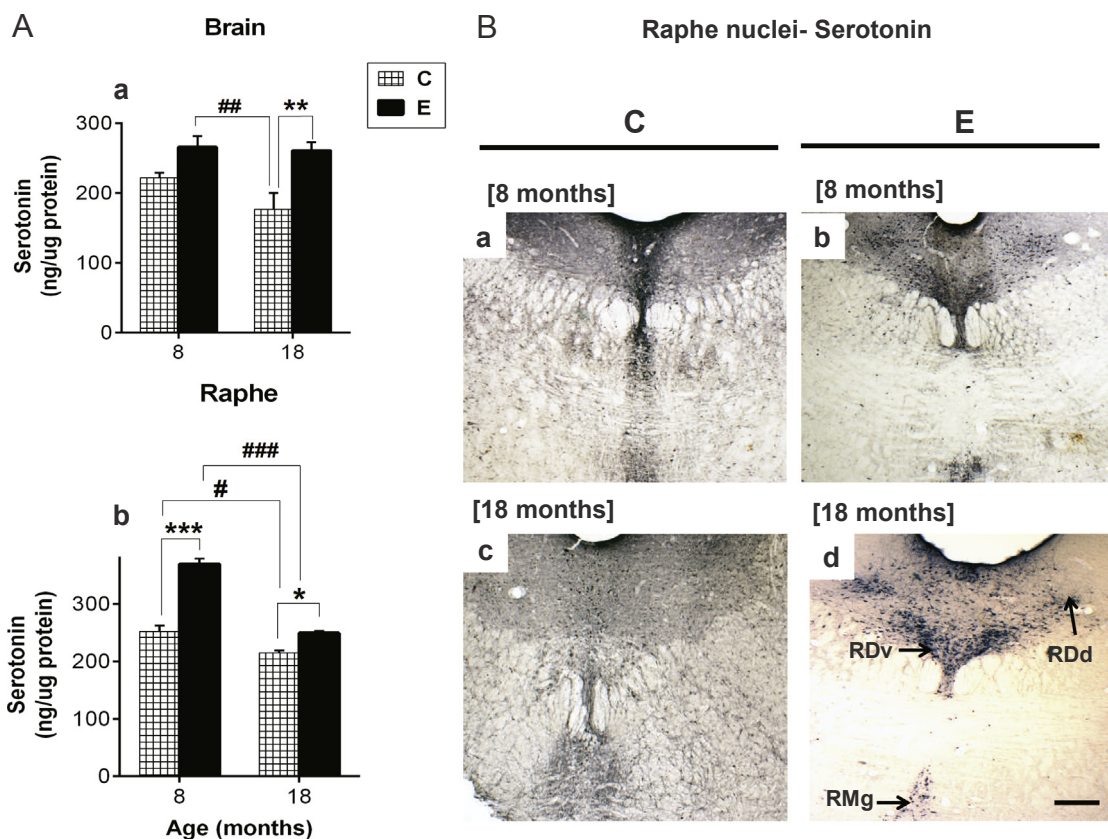 A
Brain
a
C
E
##
**
300
200
100
0
Serotonin
(ng/ug protein)
8
18
Raphe
###
#
b
***
*
300
200
100
0
Serotonin
(ng/ug protein)
8
18
Age (months)
B
Raphe nuclei- Serotonin
C
E
[8 months]
[8 months]
a
b
[18 months]
[18 months]
c
d
RDv
RDd
RMg